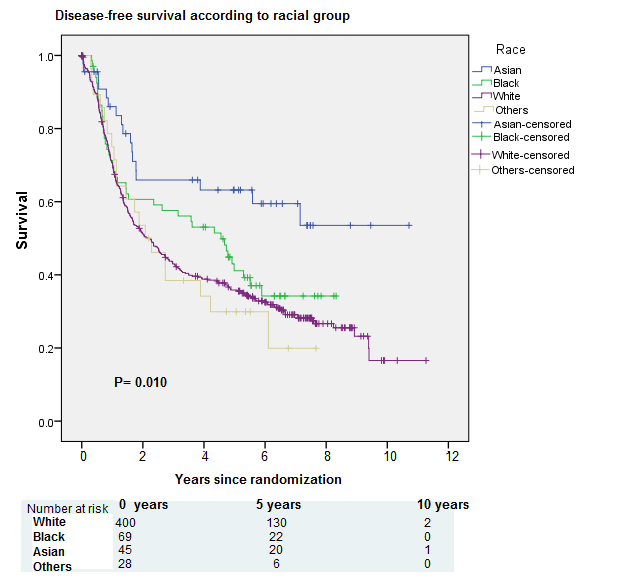 Disease-free survival according to racial group
Race
Asian
Black
White
Others
Asian-censored
Black-censored
White-censored
Others-censored
Survival
1.0
0.8
0.6
0.4
0.2
0.0
P= 0.010
0 2 4 6 8 10 12
Years since randomization
Number at risk 0 years 5 years 10 years
White 400 130 2
Black 69 22 0
Asian 45 20 1
Others 28 6 0